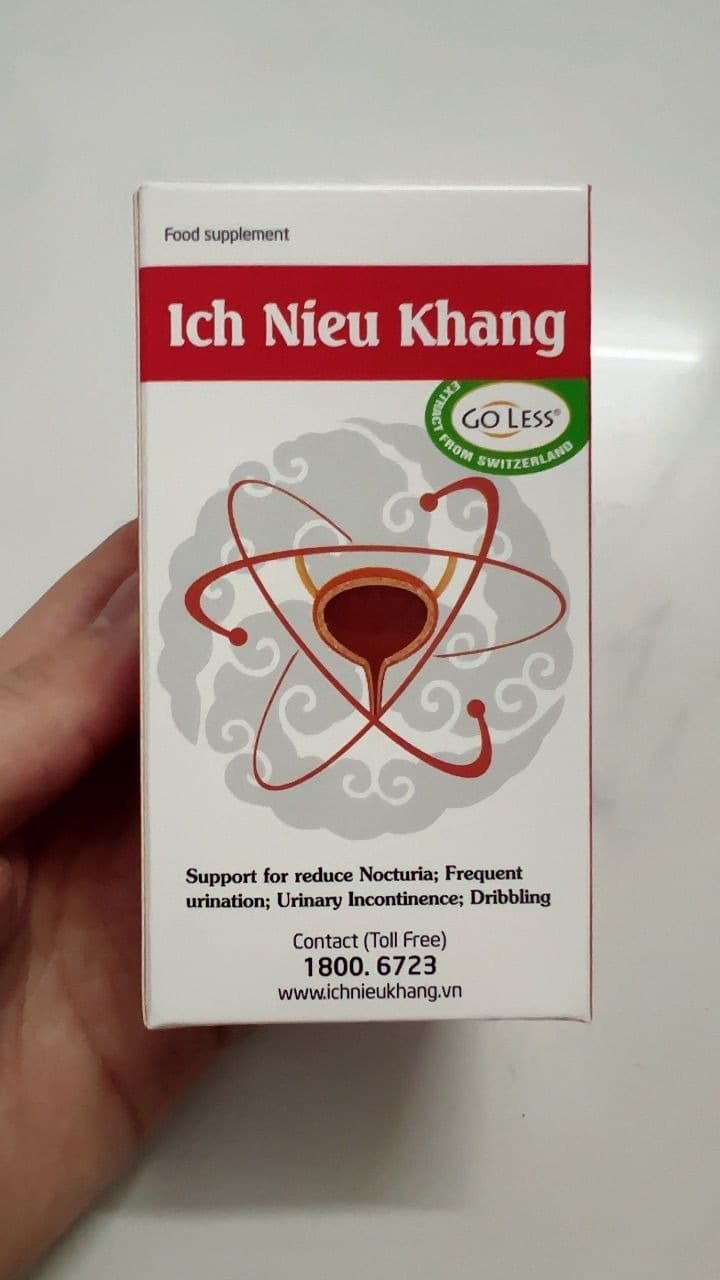 Food supplement
Ich Nieu Khang
GO LESS®
EXTRACT FROM SWITZERLAND
Support for reduce Nocturia; Frequent
urination; Urinary Incontinence; Dribbling
Contact (Toll Free)
1800. 6723
www.ichnieukhang.vn